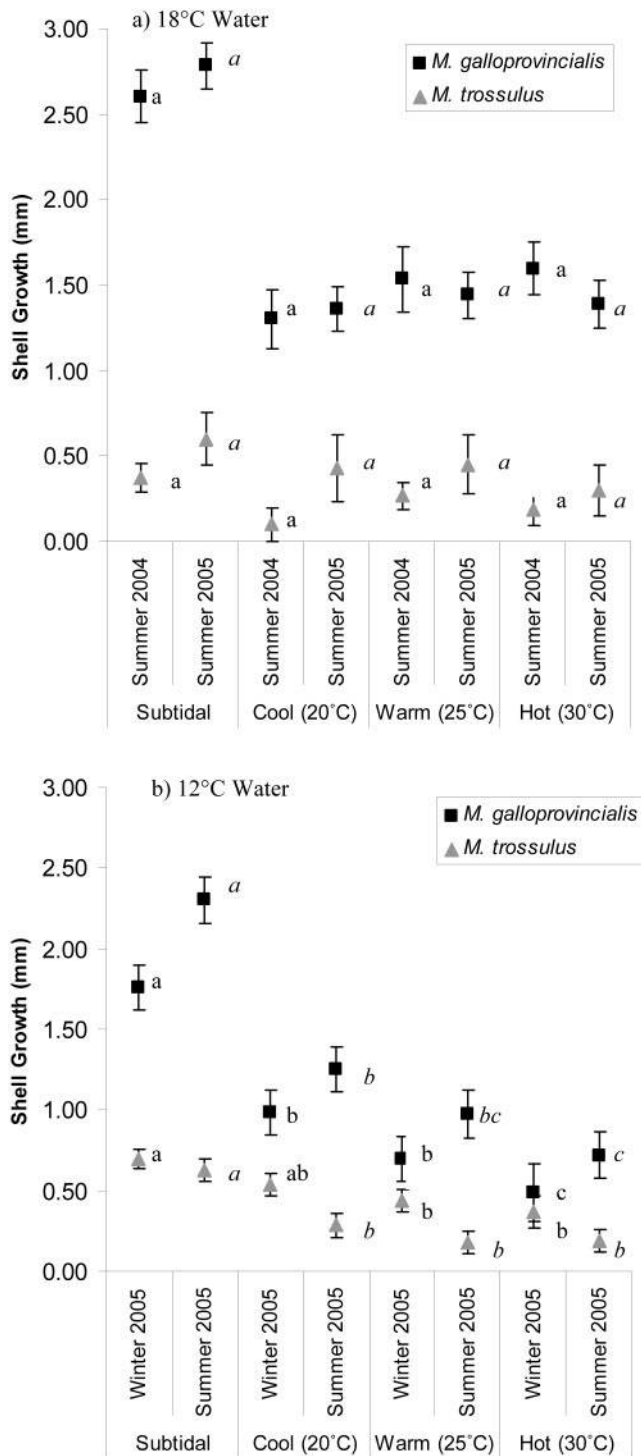 a) 18°C Water
3.00
M. galloprovincialis
M. trossulus
a
a
2.50
2.00
1.50
a
a
a
a
a
a
1.00
0.50
a
a
a
a
a
a
a
a
0.00
Shell Growth (mm)
Summer 2004
Summer 2005
Summer 2004
Summer 2005
Summer 2004
Summer 2005
Summer 2004
Summer 2005
Subtidal
Cool (20°C)
Warm (25°C)
Hot (30°C)
b) 12°C Water
3.00
M. galloprovincialis
M. trossulus
2.50
a
2.00
a
1.50
b
1.00
b
b
bc
c
c
0.50
a
a
ab
b
b
b
b
b
0.00
Shell Growth (mm)
Winter 2005
Summer 2005
Winter 2005
Summer 2005
Winter 2005
Summer 2005
Winter 2005
Summer 2005
Subtidal
Cool (20°C)
Warm (25°C)
Hot (30°C)